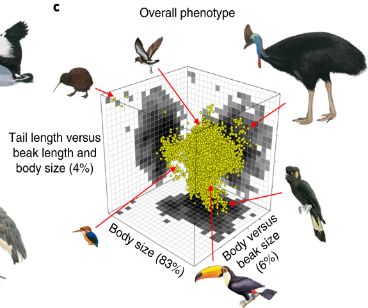 c
Overall phenotype
Tail length versus
beak length and
body size (4%)
Body size (83%)
Body versus
beak size
(6%)